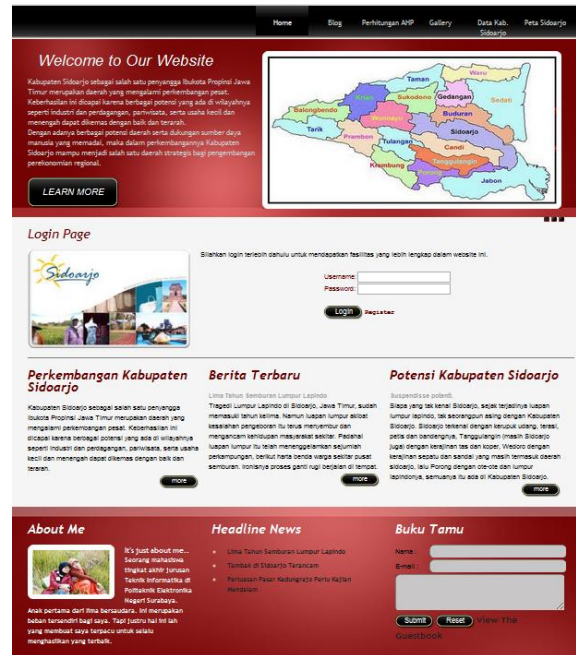 Home Blog Perhitungan AHP Gallery Data Kab. Sidoarjo Peta Sidoarjo
Welcome to Our Website
Kabupaten Sidoarjo sebagai salah satu penyangga Ibukota Propinsi Jawa
Timur merupakan daerah yang mengalami perkembangan pesat.
Keberhasilan ini dicapai karena berbagai potensi yang ada di wilayahnya
seperti industri dan perdagangan, pariwisata, serta usaha kecil dan
menengah dapat dikemas dengan baik dan terarah.
Dengan adanya berbagai potensi daerah serta dukungan sumber daya
manusia yang memadai, maka dalam perkembangannya Kabupaten
Sidoarjo mampu menjadi salah satu daerah strategis bagi pengembangan
perekonomian regional.
LEARN MORE
Waru
Taman
Sedati
Gedangan
Sukodono
Krian
Balongbendo
Wonoayu
Buduran
Tarik
Sidoarjo
Prambon
Tulangan
Candi
Tanggulangin
Krembung
Porong
Jabon
Login Page
Sidoarjo
Silahkan login terlebih dahulu untuk mendapatkan fasilitas yang lebih lengkap dalam website ini.
Username:
Password:
Login Register
Perkembangan Kabupaten
Sidoarjo
Kabupaten Sidoarjo sebagai salah satu penyangga
Ibukota Propinsi Jawa Timur merupakan daerah yang
mengalami perkembangan pesat. Keberhasilan ini
dicapai karena berbagai potensi yang ada di wilayahnya
seperti industri dan perdagangan, pariwisata, serta usaha
kecil dan menengah dapat dikemas dengan baik dan
terarah.
more
Berita Terbaru
Lima Tahun Semburan Lumpur Lapindo
Tragedi Lumpur Lapindo di Sidoarjo, Jawa Timur, sudah
memasuki tahun kelima. Namun luapan lumpur akibat
kesalahan pengeboran itu terus menyembur dan
mengancam kehidupan masyarakat sekitar. Padahal
luapan lumpur itu telah menenggelamkan sejumlah
perkampungan, berikut harta benda warga sekitar pusat
semburan. Ironisnya proses ganti rugi berjalan di tempat.
more
Potensi Kabupaten Sidoarjo
Suspendisse potenti.
Siapa yang tak kenal Sidoarjo, sejak terjadinya luapan
lumpur lapindo, tak seorangpun asing dengan Kabupaten
Sidoarjo. Sidoarjo terkenal dengan kerupuk udang, terasi,
petis dan bandengnya, Tanggulangin (masih Sidoarjo
juga) dengan kerajinan tas dan koper, Wedoro dengan
kerajinan sepatu dan sandal yang masih termasuk daerah
sidoarjo, lalu Porong dengan ote-ote dan lumpur
lapindonya, semuanya itu ada di Kabupaten Sidoarjo.
more
About Me
It's just about me...
Seorang mahasiswa
tingkat akhir jurusan
Teknik Informatika di
Politeknik Elektronika
Negeri Surabaya.
Anak pertama dari lima bersaudara. Ini merupakan
beban tersendiri bagi saya. Tapi justru hal ini lah
yang membuat saya terpacu untuk selalu
menghasilkan yang terbaik.
Headline News
Lima Tahun Semburan Lumpur Lapindo
Tambak di Sidoarjo Terancam
Perluasan Pasar Kedungrejo Perlu Kajian
Mendalam
Buku Tamu
Name :
E-mail :
Submit Reset View The
Guestbook